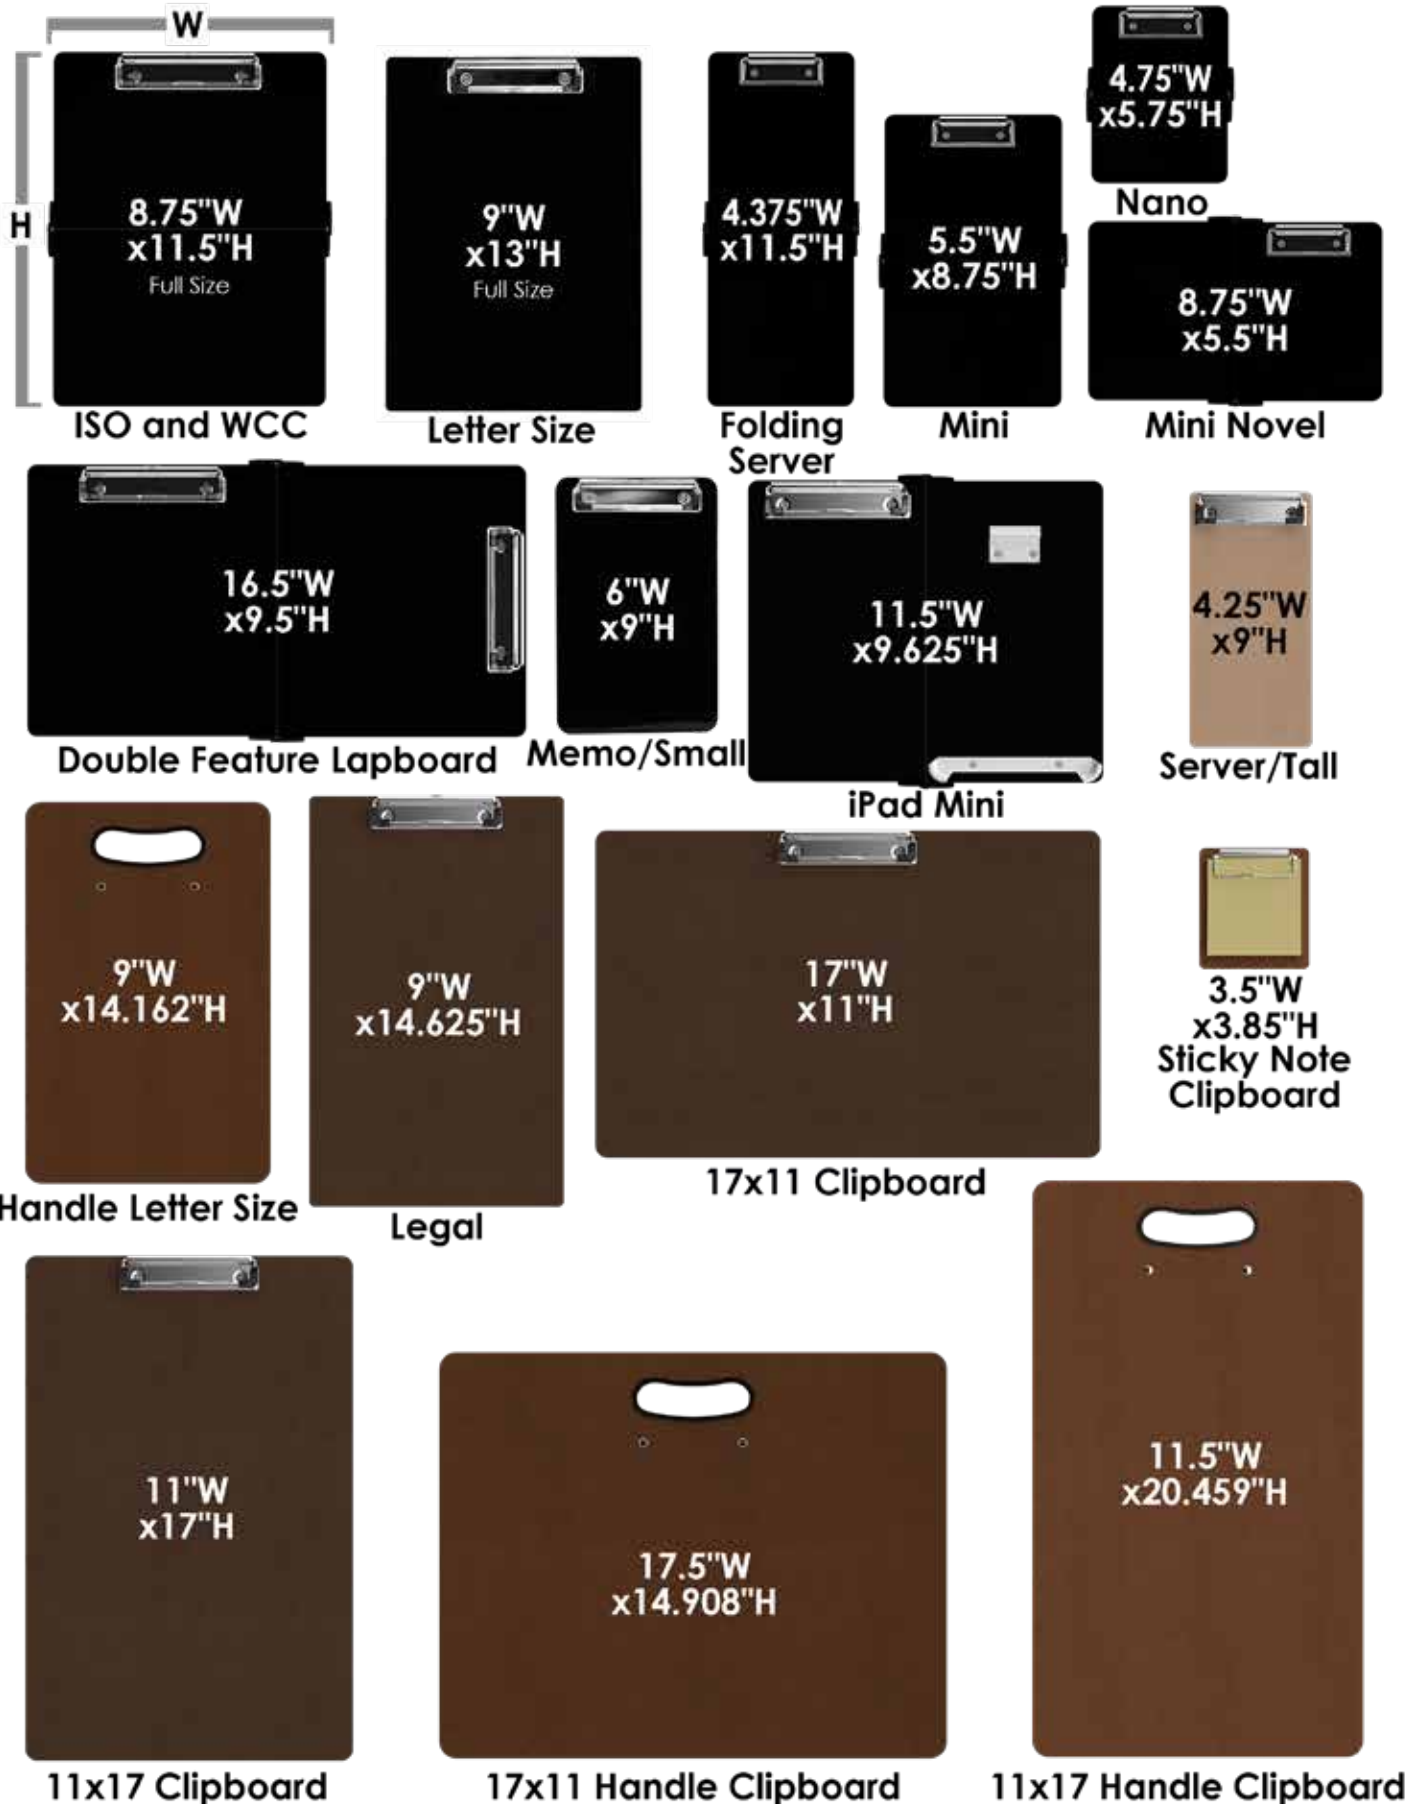 W
H
8.75"W
x11.5"H
Full Size
ISO and WCC
9"W
x13"H
Full Size
Letter Size
4.375"W
x11.5"H
Folding
Server
5.5"W
x8.75"H
Mini
4.75"W
x5.75"H
Nano
8.75"W
x5.5"H
Mini Novel
16.5"W
x9.5"H
Double Feature Lapboard
6"W
x9"H
Memo/Small
11.5"W
x9.625"H
iPad Mini
4.25"W
x9"H
Server/Tall
9"W
x14.162"H
Handle Letter Size
9"W
x14.625"H
Legal
17"W
x11"H
17x11 Clipboard
3.5"W
x3.85"H
Sticky Note
Clipboard
11"W
x17"H
11x17 Clipboard
17.5"W
x14.908"H
17x11 Handle Clipboard
11.5"W
x20.459"H
11x17 Handle Clipboard